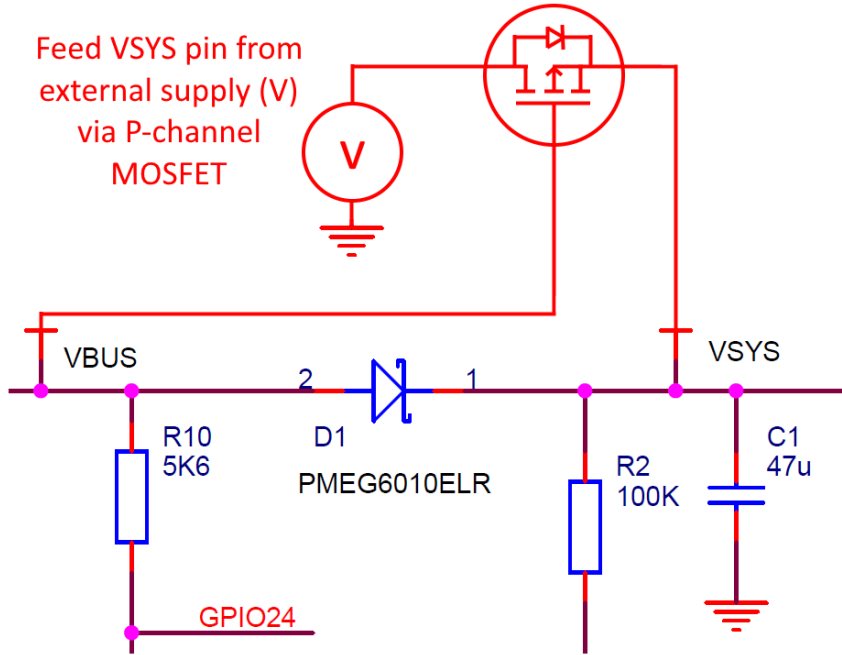 Feed VSYS pin from
external supply (V)
via P-channel
MOSFET
V
VBUS
VSYS
2
1
R10
5K6
D1
PMEG6010ELR
R2
100K
C1
47u
GPIO24